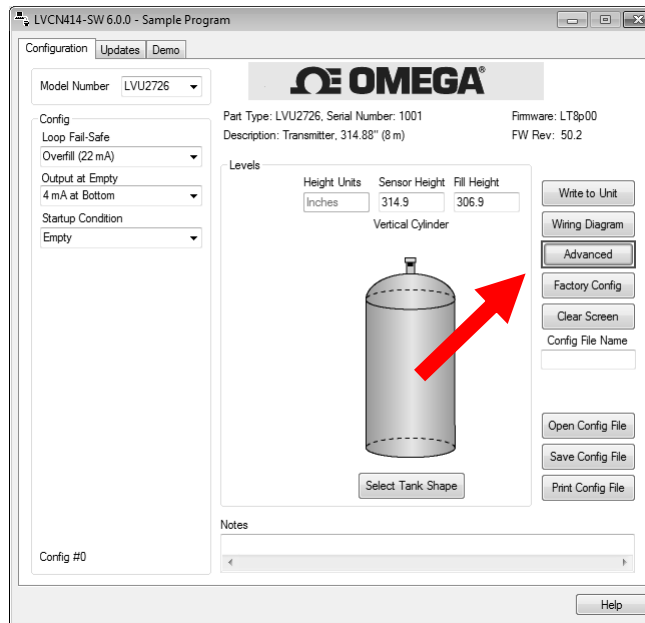 LVCN414-SW 6.0.0 - Sample Program
Configuration Updates Demo
Model Number LVU2726
Config
Loop Fail-Safe
Overfill (22 mA)
Output at Empty
4 mA at Bottom
Startup Condition
Empty
Config #0
OMEGA®
Part Type: LVU2726, Serial Number: 1001
Firmware: LT8p00
Description: Transmitter, 314.88" (8 m)
FW Rev: 50.2
Levels
Height Units Sensor Height Fill Height
Inches 314.9 306.9
Vertical Cylinder
Select Tank Shape
Write to Unit
Wiring Diagram
Advanced
Factory Config
Clear Screen
Config File Name
Open Config File
Save Config File
Print Config File
Notes
Help